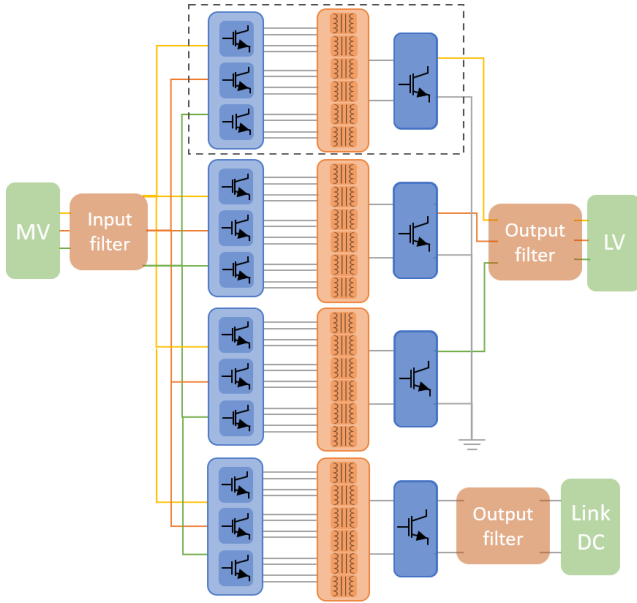 MV
Input
filter
Output
filter
LV
Output
filter
Link
DC